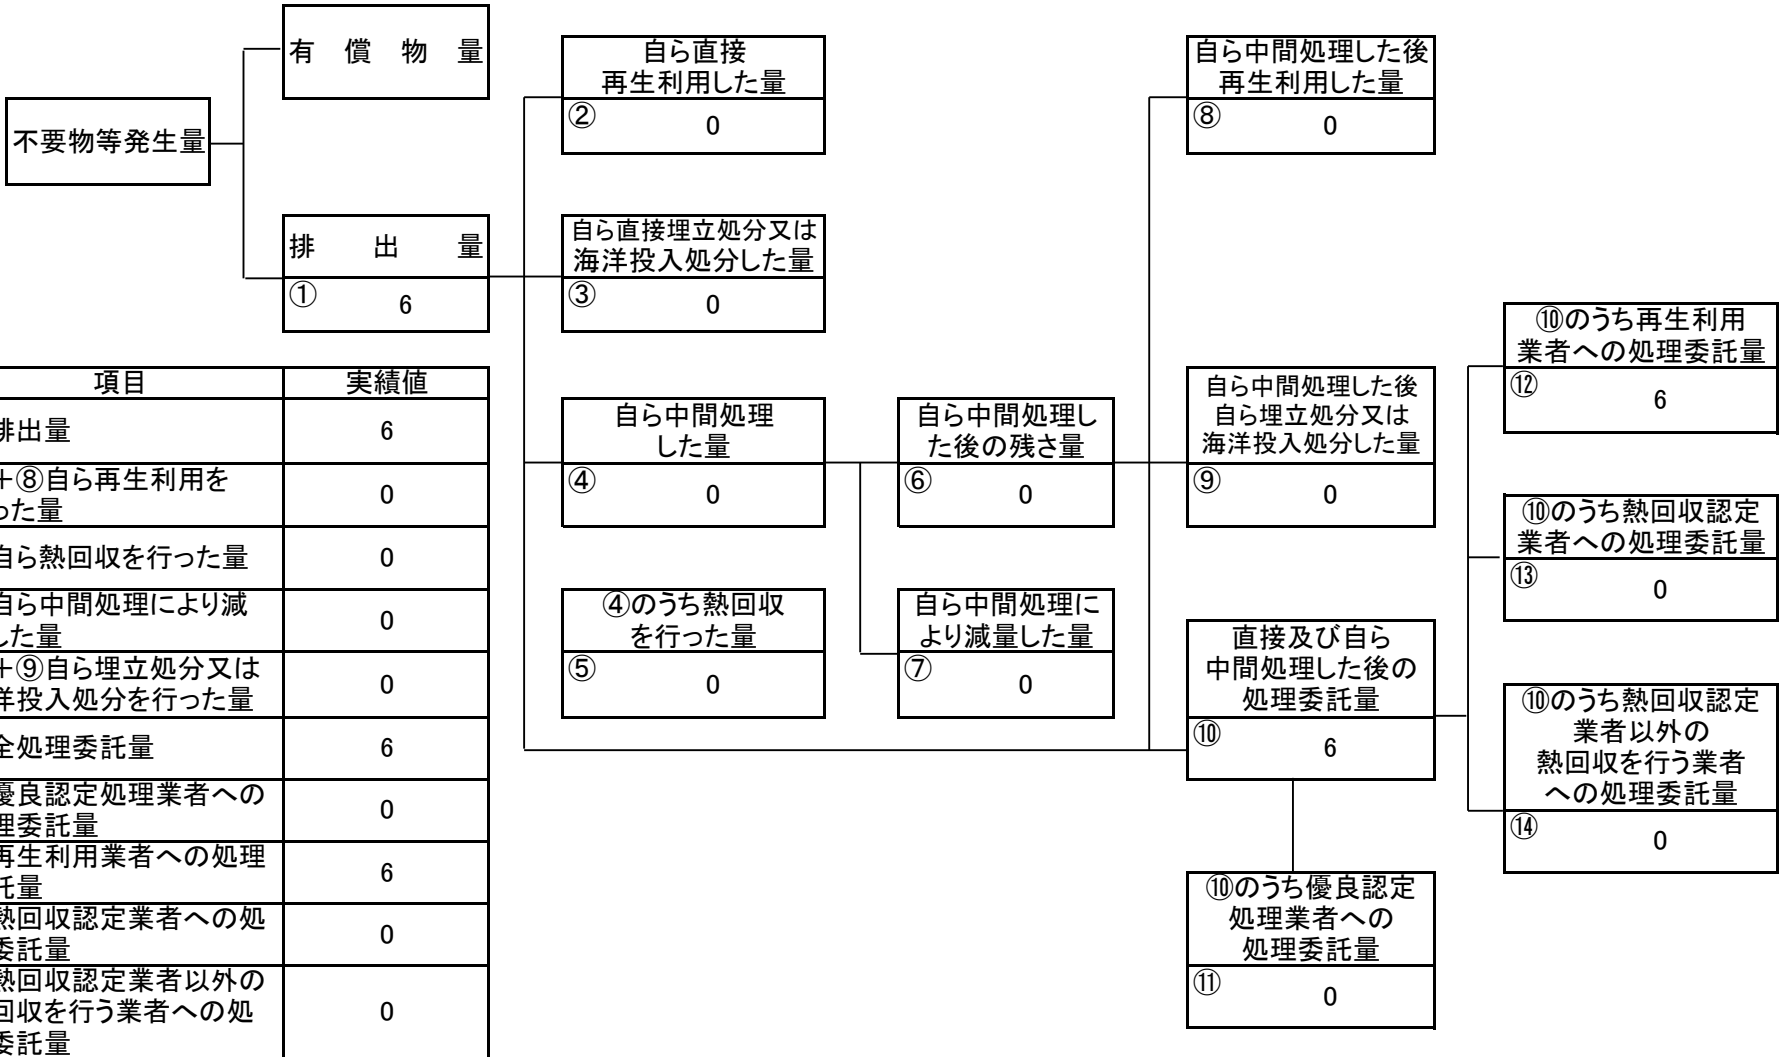 不要物等発生量
有償物量
排出量
①
6
自ら直接
再生利用した量
②
0
自ら直接埋立処分又は
海洋投入処分した量
③
0
自ら中間処理
した量
④
0
④のうち熱回収
を行った量
⑤
0
自ら中間処理し
た後の残さ量
⑥
0
自ら中間処理に
より減量した量
⑦
0
自ら中間処理した後
再生利用した量
⑧
0
自ら中間処理した後
自ら埋立処分又は
海洋投入処分した量
⑨
0
直接及び自ら
中間処理した後の
処理委託量
⑩
6
⑩のうち優良認定
処理業者への
処理委託量
⑪
0
⑩のうち再生利用
業者への処理委託量
⑫
6
⑩のうち熱回収認定
業者への処理委託量
⑬
0
⑩のうち熱回収認定
業者以外の
熱回収を行う業者
への処理委託量
⑭
0
項目 実績値
排出量 6
+⑧自ら再生利用を
った量
0
自ら熱回収を行った量 0
自ら中間処理により減
した量
0
+⑨自ら埋立処分又は
洋投入処分を行った量
0
全処理委託量 6
優良認定処理業者への
理委託量
0
再生利用業者への処理
託量
6
熱回収認定業者への処
委託量
0
熱回収認定業者以外の
回収を行う業者への処
委託量
0